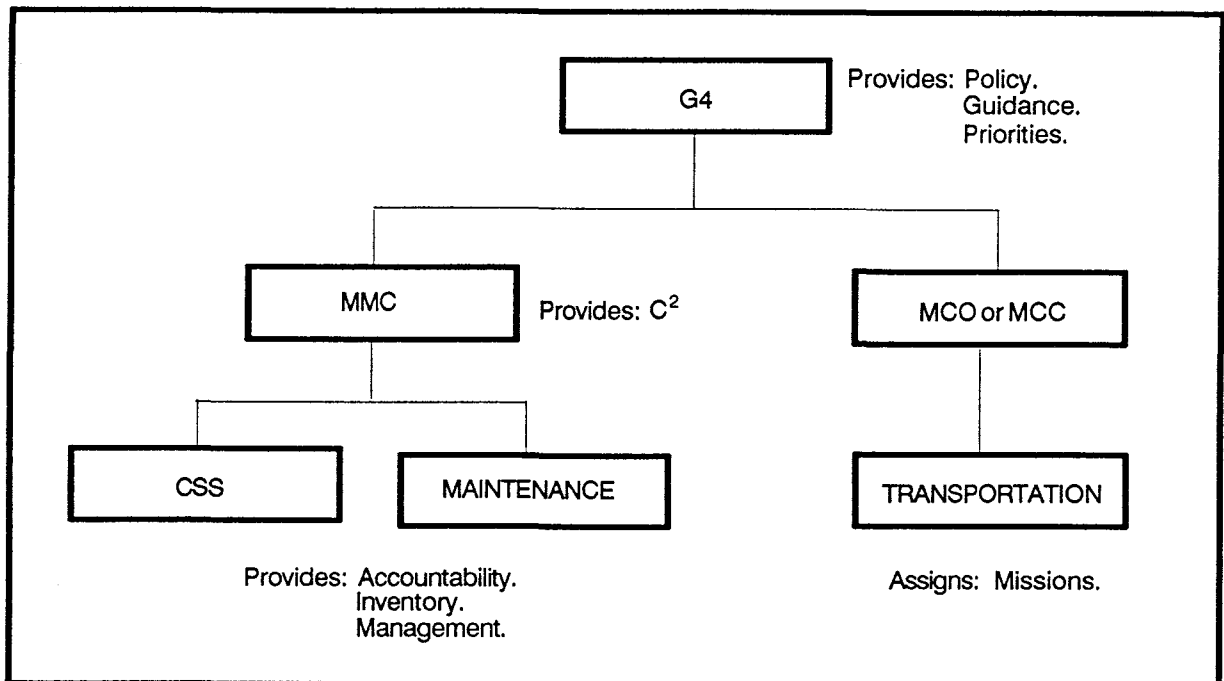 G4
Provides: Policy.
Guidance.
Priorities.
MMC
Provides: C²
MCO or MCC
CSS
MAINTENANCE
TRANSPORTATION
Provides: Accountability.
Inventory.
Management.
Assigns: Missions.